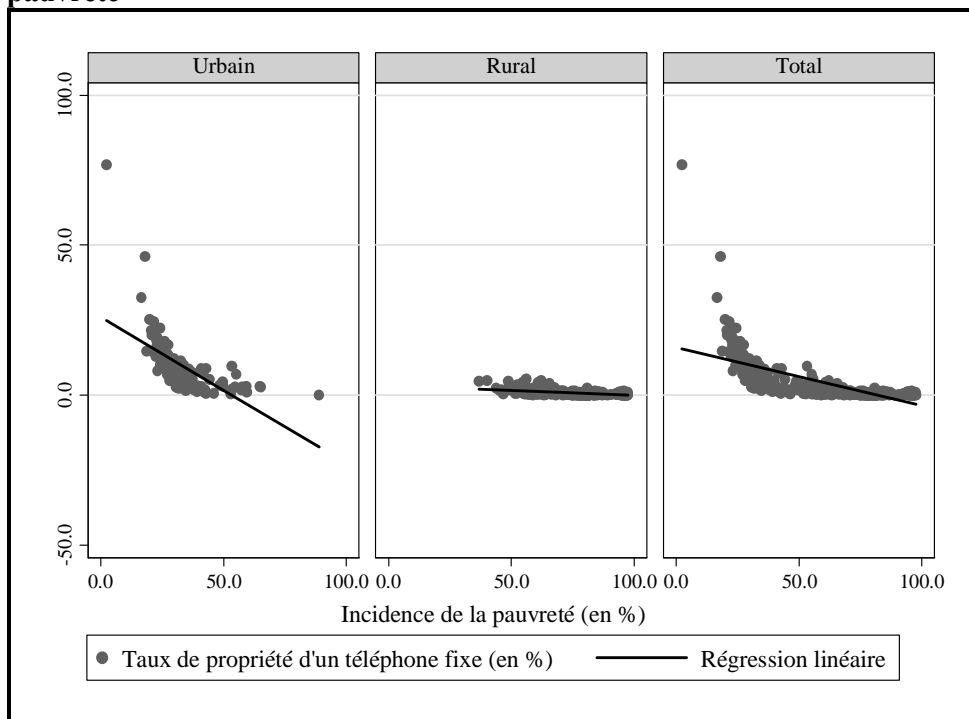 pauvreté
Urbain Rural Total
100.0
50.0
0.0
-50.0
0.0 50.0 100.0 0.0 50.0 100.0 0.0 50.0 100.0
Incidence de la pauvreté (en %)
Taux de propriété d'un téléphone fixe (en %) Régression linéaire